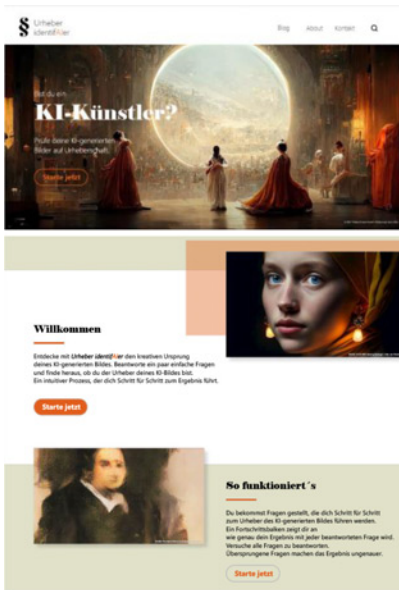 § Urheber
identifAIer
Blog About Kontakt
Bist du ein
KI-Künstler?
Prüfe deine KI-generierten
Bilder auf Urheberschaft.
Starte jetzt
Willkommen
Entdecke mit Urheber identifAIer den kreativen Ursprung
deines KI-generierten Bildes. Beantworte ein paar einfache Fragen
und finde heraus, ob du der Urheber deines KI-Bildes bist.
Ein intuitiver Prozess, der dich Schritt für Schritt zum Ergebnis führt.
Starte jetzt
So funktioniert´s
Du bekommst Fragen gestellt, die dich Schritt für Schritt
zum Urheber des KI-generierten Bildes führen werden.
Ein Fortschrittsbalken zeigt dir an
wie genau dein Ergebnis mit jeder beantworteten Frage wird.
Versuche alle Fragen zu beantworten.
Übersprungene Fragen machen das Ergebnis ungenauer.
Starte jetzt